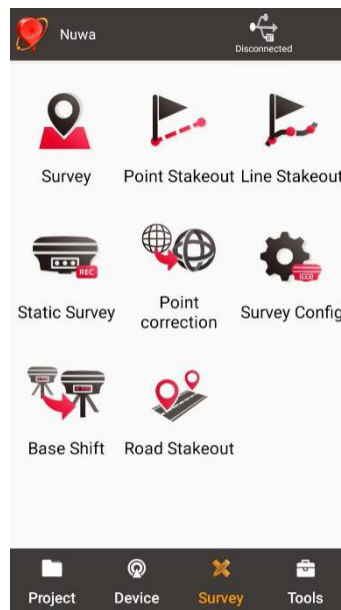 Nuwa
Disconnected
Survey
Point Stakeout
Line Stakeout
REC
Static Survey
Point
correction
Survey Config
Base Shift
Road Stakeout
Project
Device
Survey
Tools